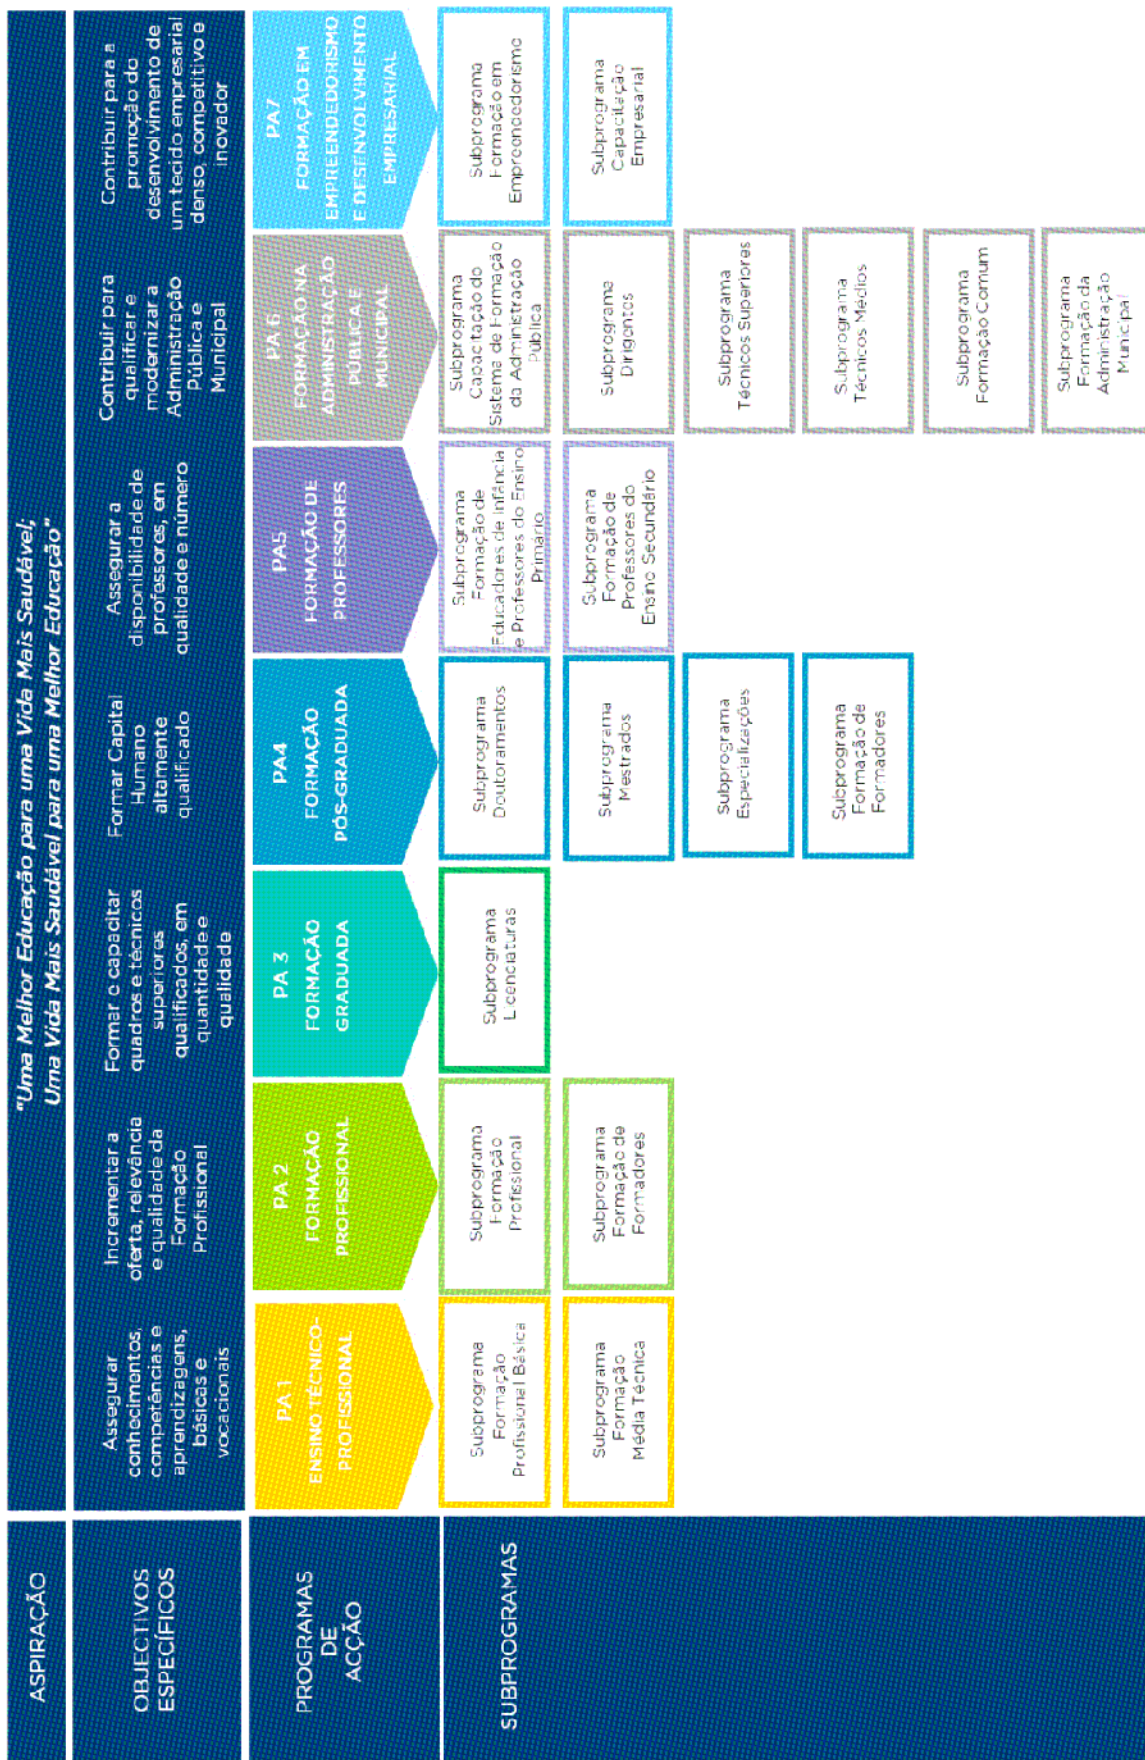 ASPIRAÇÃO
"Uma Melhor Educação para uma Vida Mais Saudável;
Uma Vida Mais Saudável para uma Melhor Educação"
OBJECTIVOS
ESPECÍFICOS
Assegurar
conhecimentos,
competências e
aprendizagens,
básicas e
vocacionais
Incrementar a
oferta, relevância
e qualidade da
Formação
Profissional
Formar e capacitar
quadros e técnicos
superiores
qualificados, em
quantidade e
qualidade
Formar Capital
Humano
altamente
qualificado
Assegurar a
disponibilidade de
professores, em
qualidade e número
Contribuir para
qualificar e
modernizar a
Administração
Pública e
Municipal
Contribuir para a
promoção do
desenvolvimento de
um tecido empresarial
denso, competitivo e
inovador
PROGRAMAS
DE
ACÇÃO
PA 1
ENSINO TÉCNICO-
PROFISSIONAL
PA 2
FORMAÇÃO
PROFISSIONAL
PA 3
FORMAÇÃO
GRADUADA
PA4
FORMAÇÃO
PÓS-GRADUADA
PA5
FORMAÇÃO DE
PROFESSORES
PA 6
FORMAÇÃO NA
ADMINISTRAÇÃO
PÚBLICA E
MUNICIPAL
PA7
FORMAÇÃO EM
EMPREENDEDORISMO
E DESENVOLVIMENTO
EMPRESARIAL
SUBPROGRAMAS
Subprograma
Formação
Profissional Básica
Subprograma
Formação
Média Técnica
Subprograma
Formação
Profissional
Subprograma
Formação de
Formadores
Subprograma
Licenciaturas
Subprograma
Doutoramentos
Subprograma
Mestrados
Subprograma
Especializações
Subprograma
Formação de
Formadores
Subprograma
Formação de
Educadores de Infância
e Professores do Ensino
Primário
Subprograma
Formação de
Professores do
Ensino Secundário
Subprograma
Capacitação do
Sistema de Formação
da Administração
Pública
Subprograma
Dirigentes
Subprograma
Técnicos Superiores
Subprograma
Técnicos Médios
Subprograma
Formação Comum
Subprograma
Formação da
Administração
Municipal
Subprograma
Formação em
Empreendedorismo
Subprograma
Capacitação
Empresarial